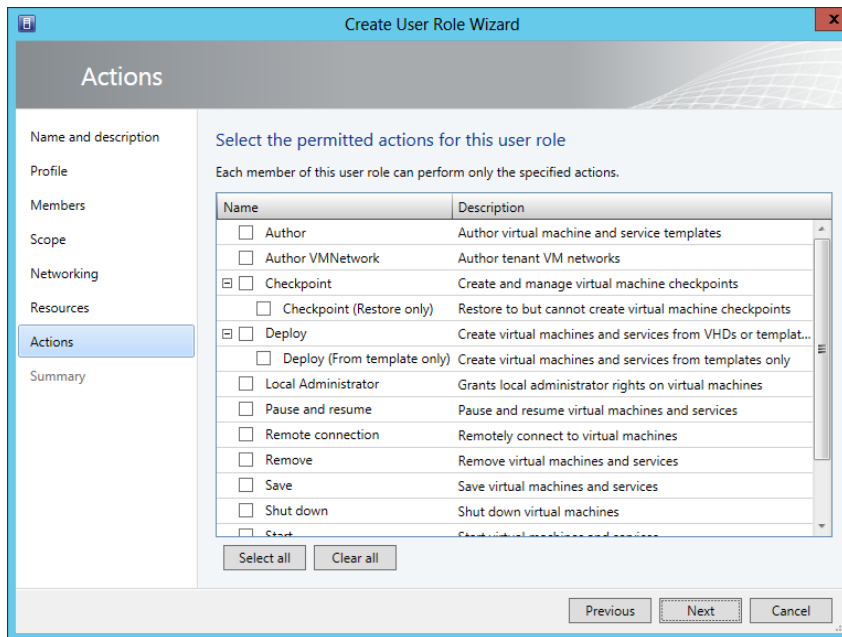 Create User Role Wizard
x
Actions
Name and description
Profile
Members
Scope
Networking
Resources
Actions
Summary
Select the permitted actions for this user role
Each member of this user role can perform only the specified actions.
Name Description
Author Author virtual machine and service templates
Author VMNetwork Author tenant VM networks
Checkpoint Create and manage virtual machine checkpoints
Checkpoint (Restore only) Restore to but cannot create virtual machine checkpoints
Deploy Create virtual machines and services from VHDs or templat...
Deploy (From template only) Create virtual machines and services from templates only
Local Administrator Grants local administrator rights on virtual machines
Pause and resume Pause and resume virtual machines and services
Remote connection Remotely connect to virtual machines
Remove Remove virtual machines and services
Save Save virtual machines and services
Shut down Shut down virtual machines
Start Start virtual machines and services
Select all Clear all
Previous Next Cancel